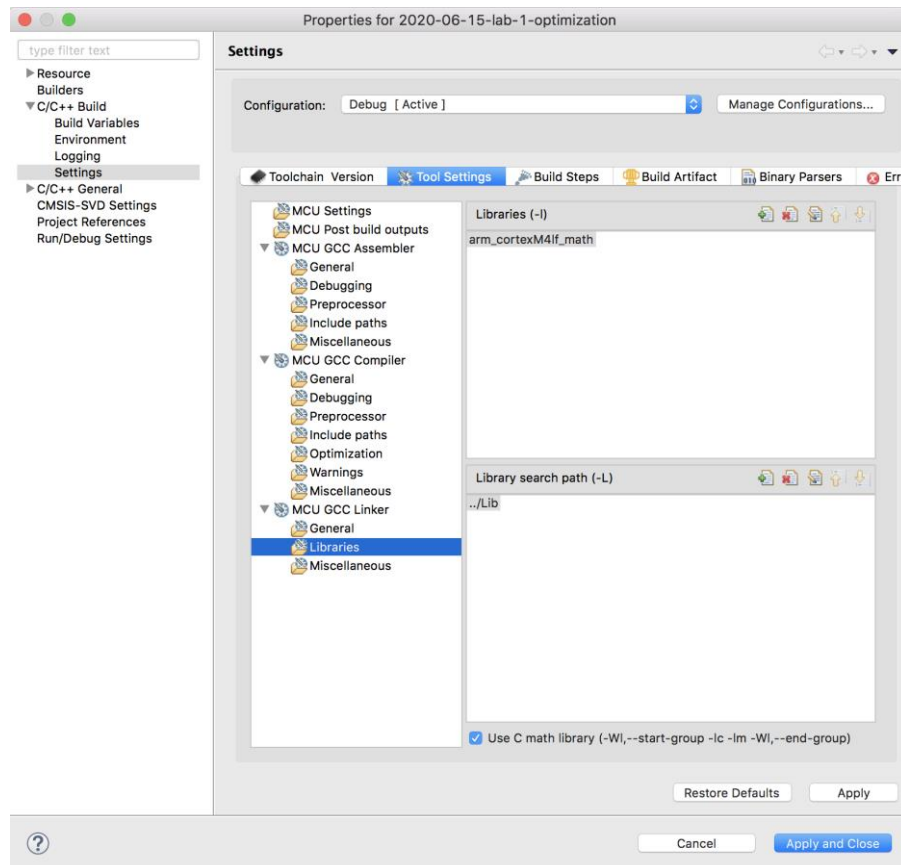 Properties for 2020-06-15-lab-1-optimization
type filter text
Resource
Builders
C/C++ Build
Build Variables
Environment
Logging
Settings
C/C++ General
CMSIS-SVD Settings
Project References
Run/Debug Settings
Settings
Configuration: Debug [ Active ] Manage Configurations...
Toolchain Version Tool Settings Build Steps Build Artifact Binary Parsers Err
MCU Settings
MCU Post build outputs
MCU GCC Assembler
General
Debugging
Preprocessor
Include paths
Miscellaneous
MCU GCC Compiler
General
Debugging
Preprocessor
Include paths
Optimization
Warnings
Miscellaneous
MCU GCC Linker
General
Libraries
Miscellaneous
Libraries (-l)
arm_cortexM4lf_math
Library search path (-L)
../Lib
Use C math library (-Wl,--start-group -lc -lm -Wl,--end-group)
Restore Defaults Apply
? Cancel Apply and Close